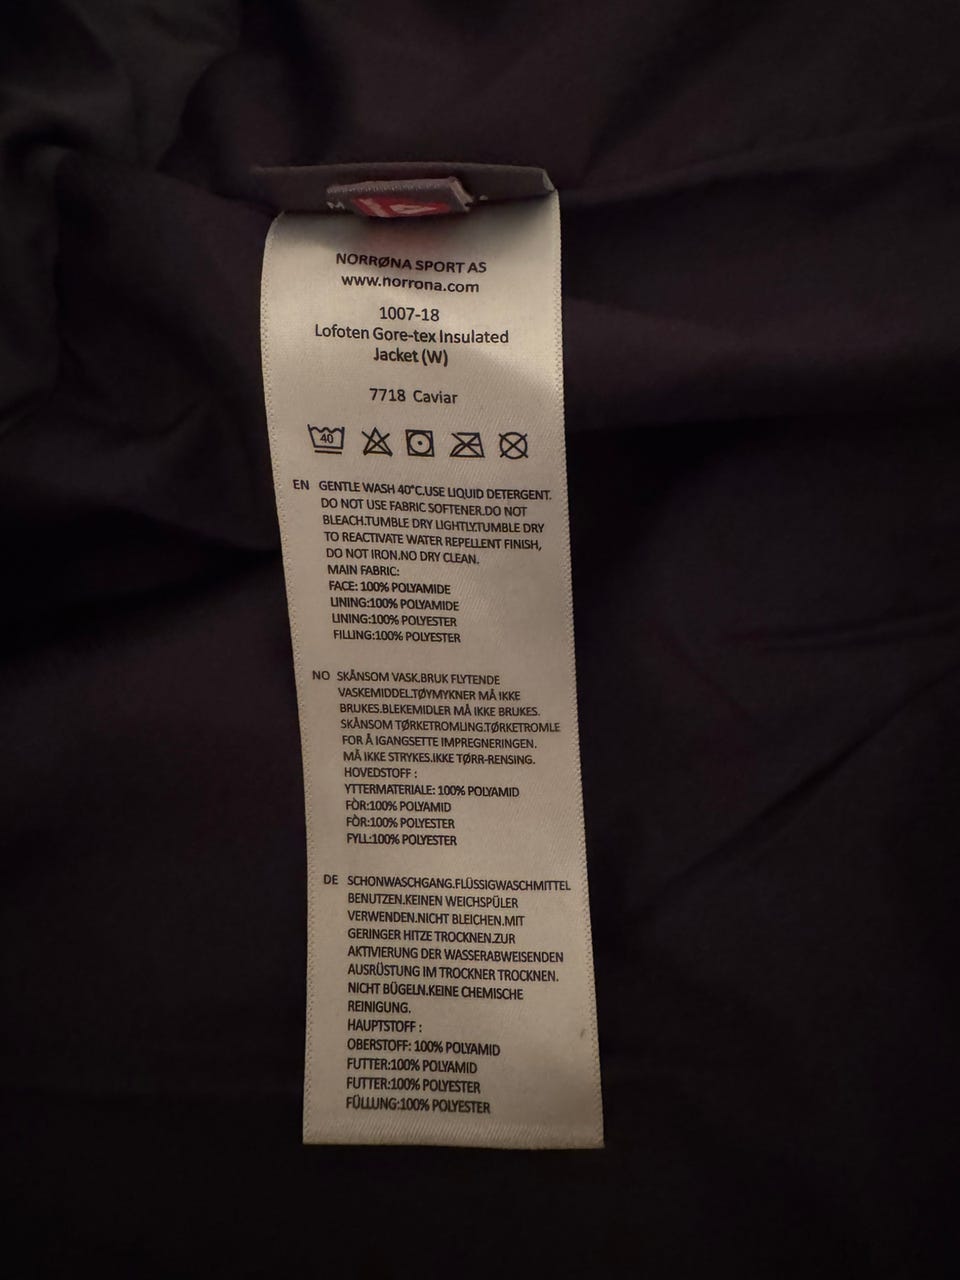 NORRØNA SPORT AS
www.norrona.com
1007-18
Lofoten Gore-tex Insulated
Jacket (W)
7718 Caviar
40
EN GENTLE WASH 40°C.USE LIQUID DETERGENT.
DO NOT USE FABRIC SOFTENER.DO NOT
BLEACH.TUMBLE DRY LIGHTLY.TUMBLE DRY
TO REACTIVATE WATER REPELLENT FINISH,
DO NOT IRON.NO DRY CLEAN.
MAIN FABRIC:
FACE: 100% POLYAMIDE
LINING:100% POLYAMIDE
LINING:100% POLYESTER
FILLING:100% POLYESTER
NO SKÅNSOM VASK.BRUK FLYTENDE
VASKEMIDDEL.TØYMYKNER MÅ IKKE
BRUKES.BLEKEMIDLER MÅ IKKE BRUKES.
SKÅNSOM TØRKETROMLING.TØRKETROMLE
FOR Å IGANGSETTE IMPREGNERINGEN.
MÅ IKKE STRYKES.IKKE TØRR-RENSING.
HOVEDSTOFF :
YTTERMATERIALE: 100% POLYAMID
FÒR:100% POLYAMID
FÒR:100% POLYESTER
FYLL:100% POLYESTER
DE SCHONWASCHGANG.FLÜSSIGWASCHMITTEL
BENUTZEN.KEINEN WEICHSPÜLER
VERWENDEN.NICHT BLEICHEN.MIT
GERINGER HITZE TROCKNEN.ZUR
AKTIVIERUNG DER WASSERABWEISENDEN
AUSRÜSTUNG IM TROCKNER TROCKNEN.
NICHT BÜGELN.KEINE CHEMISCHE
REINIGUNG.
HAUPTSTOFF :
OBERSTOFF: 100% POLYAMID
FUTTER:100% POLYAMID
FUTTER:100% POLYESTER
FÜLLUNG:100% POLYESTER